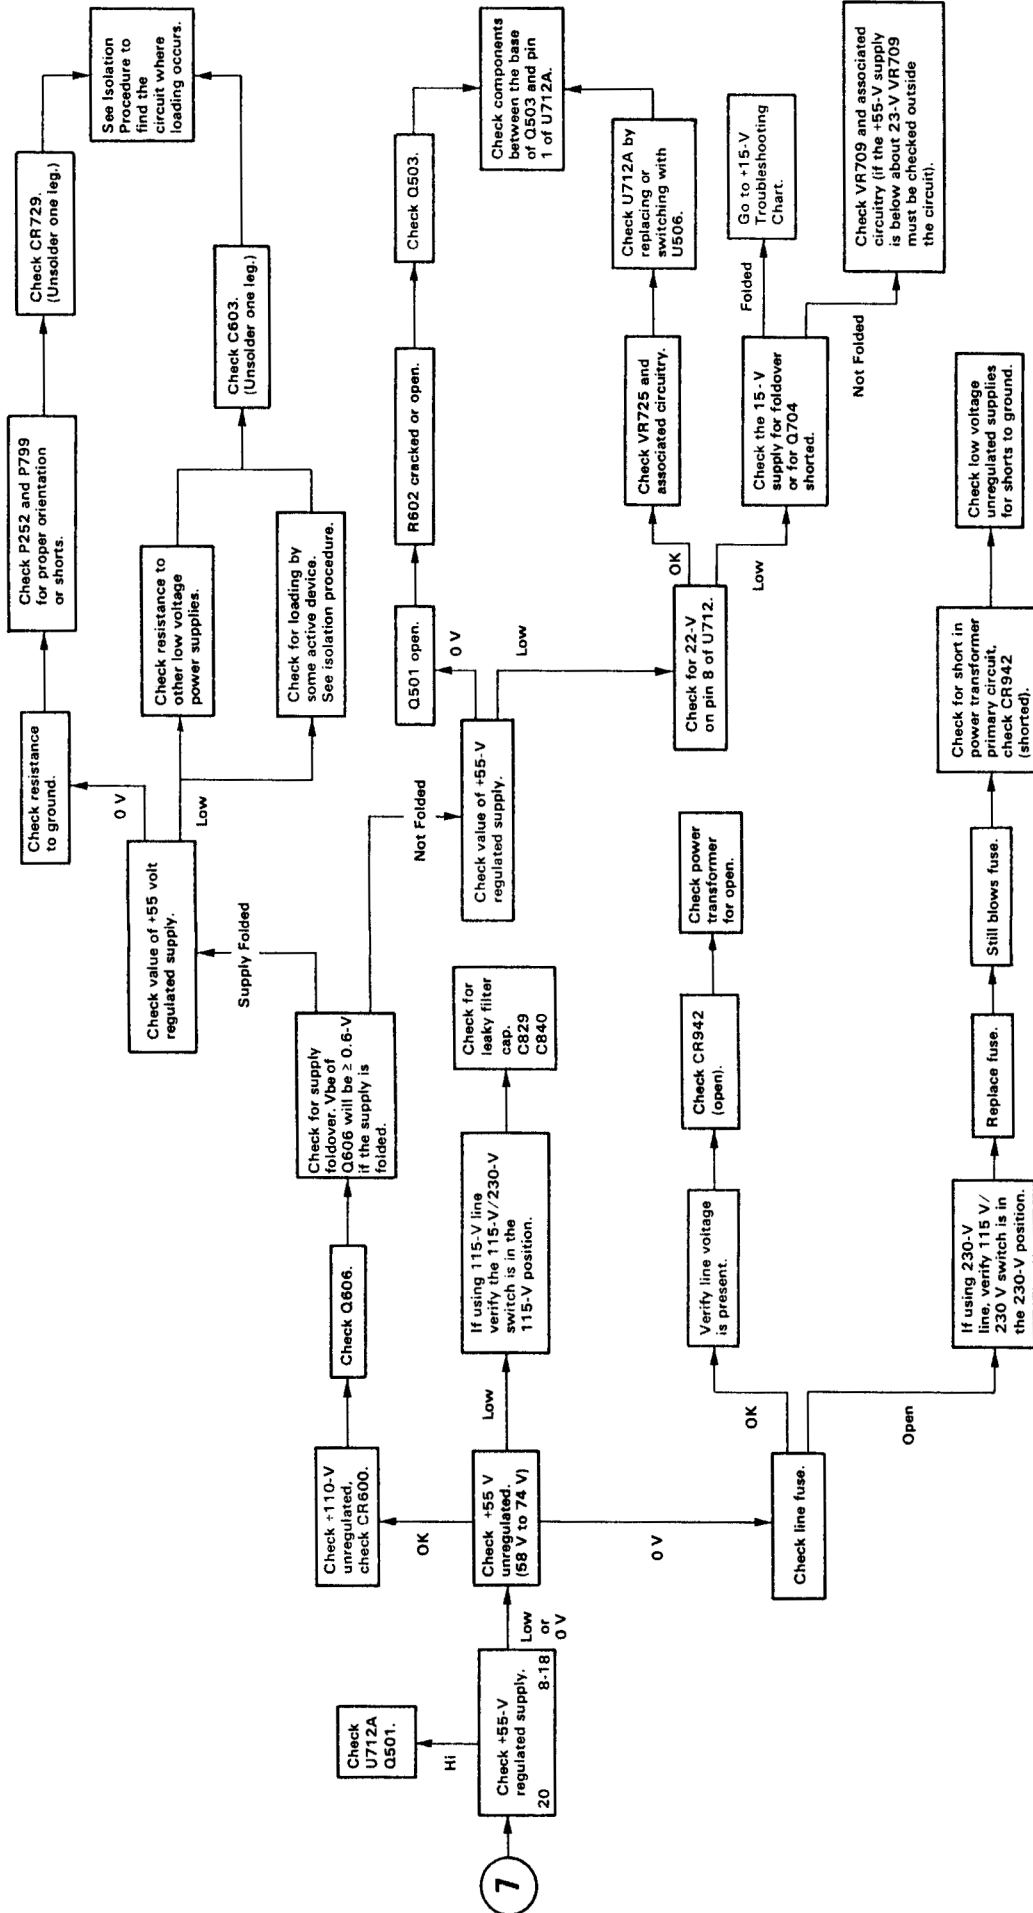 7
Check +55-V
regulated supply.
20 8-18
Hi
Check
U712A
Q501.
Low
or
0 V
Check +55 V
unregulated.
(58 V to 74 V)
OK
Check +110-V
unregulated,
check CR600.
Check Q606.
Check for supply
foldover. Vbe of
Q606 will be ≥ 0.6-V
if the supply is
folded.
Supply Folded
Check value of +55 volt
regulated supply.
0 V
Check resistance
to ground.
Check P252 and P799
for proper orientation
or shorts.
Check CR729.
(Unsolder one leg.)
See Isolation
Procedure to
find the
circuit where
loading occurs.
Low
Check resistance to
other low voltage
power supplies.
Check for loading by
some active device.
See isolation procedure.
Check C603.
(Unsolder one leg.)
Not Folded
Check value of +55-V
regulated supply.
0 V
Q501 open.
R602 cracked or open.
Check Q503.
Check components
between the base
of Q503 and pin
1 of U712A.
Low
Check for 22-V
on pin 8 of U712.
OK
Check VR725 and
associated circuitry.
Check U712A by
replacing or
switching with
U506.
Low
Check the 15-V
supply for foldover
or for Q704
shorted.
Folded
Go to +15-V
Troubleshooting
Chart.
Not Folded
Check VR709 and associated
circuitry (if the +55-V supply
is below about 23-V VR709
must be checked outside
the circuit).
Low
If using 115-V line
verify the 115-V/230-V
switch is in the
115-V position.
Check for
leaky filter
cap.
C829
C840
0 V
Check line fuse.
OK
Verify line voltage
is present.
Check CR942
(open).
Check power
transformer
for open.
Open
If using 230-V
line, verify 115 V/
230 V switch is in
the 230-V position.
Replace fuse.
Still blows fuse.
Check for short in
power transformer
primary circuit,
check CR942
(shorted).
Check low voltage
unregulated supplies
for shorts to ground.